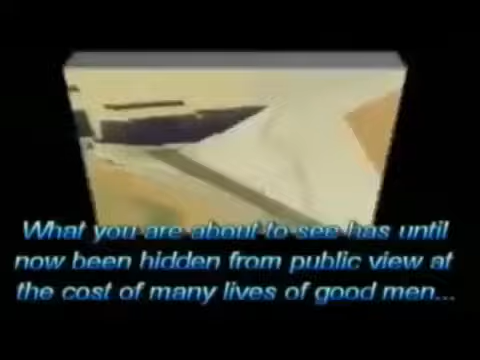 What you are about to see has until
now been hidden from public view at
the cost of many lives of good men...